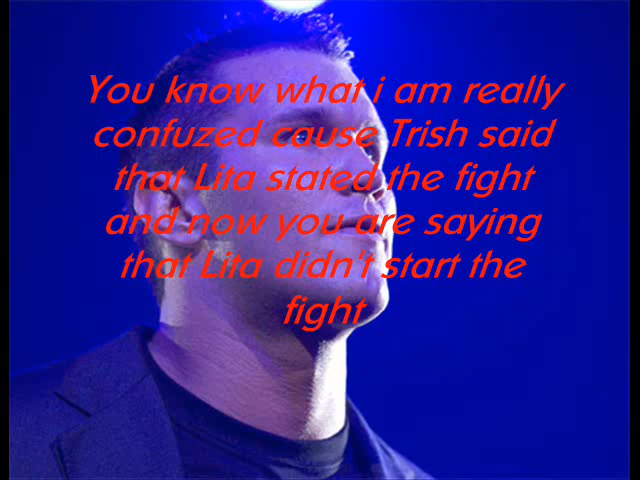 You know what i am really
confuzed cause Trish said
that Lita stated the fight
and now you are saying
that Lita didn't start the
fight